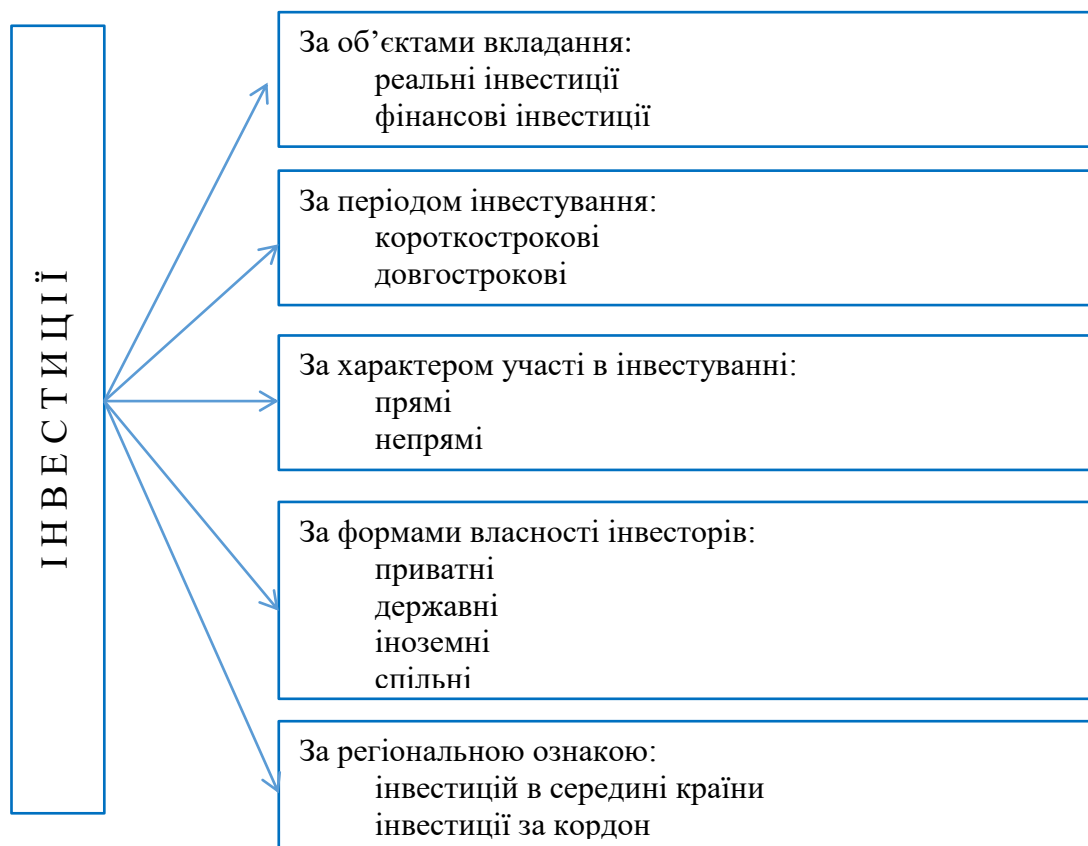 ІНВЕСТИЦІЇ
За об’єктами вкладання:
реальні інвестиції
фінансові інвестиції
За періодом інвестування:
короткострокові
довгострокові
За характером участі в інвестуванні:
прямі
непрямі
За формами власності інвесторів:
приватні
державні
іноземні
спільні
За регіональною ознакою:
інвестицій в середині країни
інвестиції за кордон